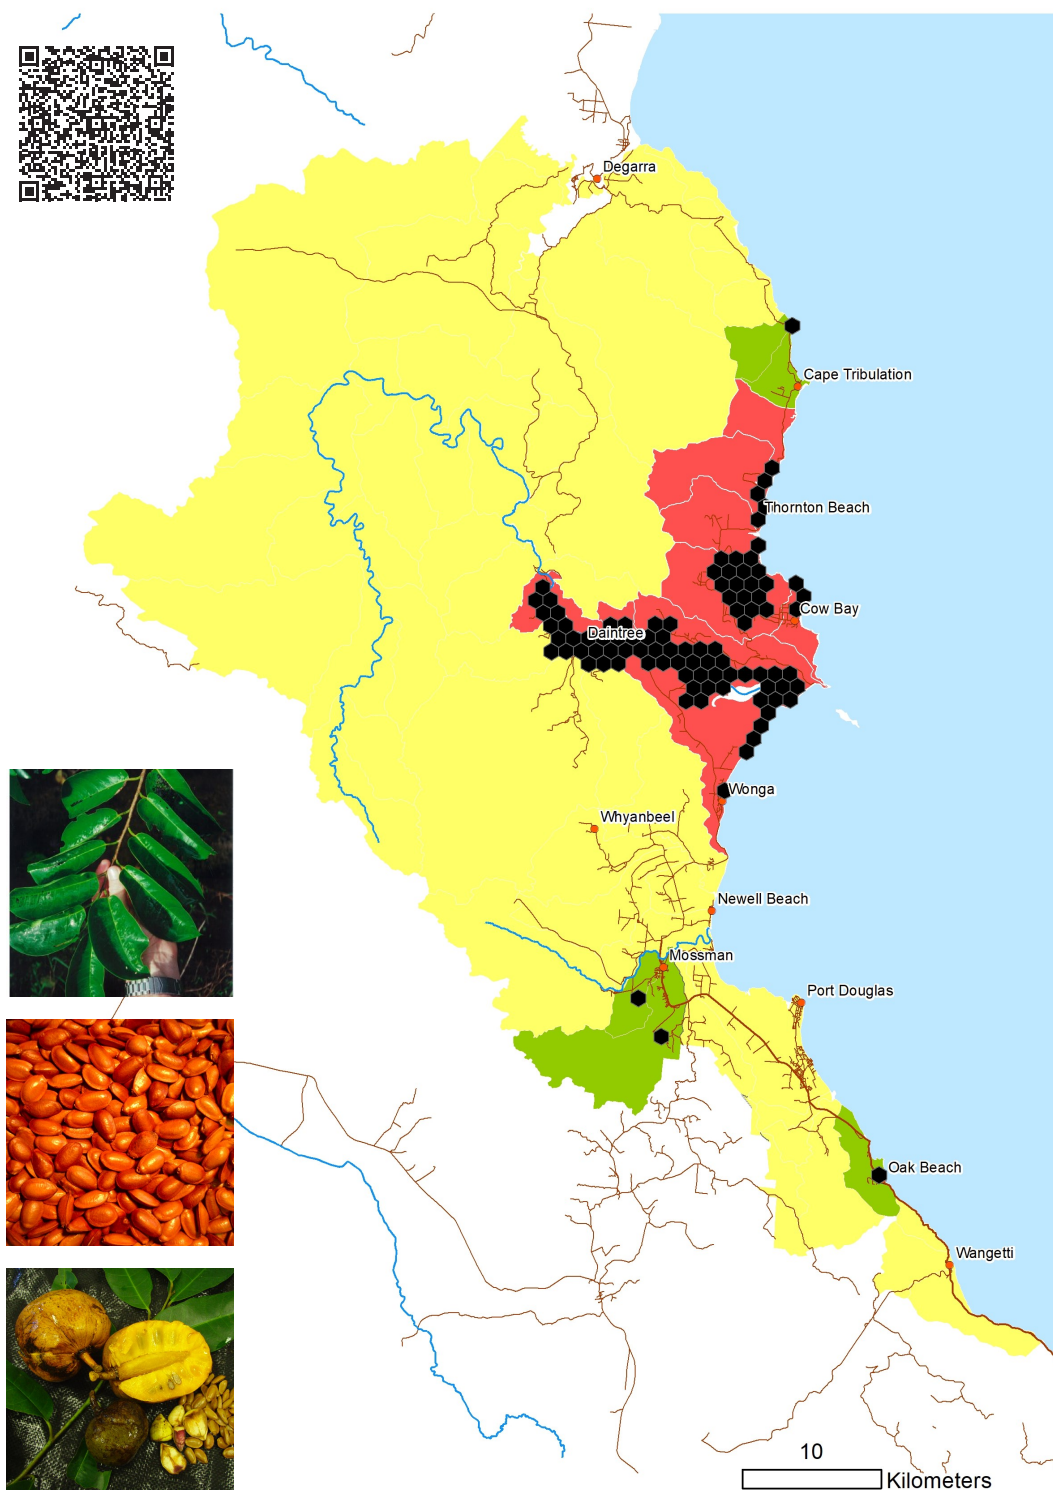 Degarra
Cape Tribulation
Thornton Beach
Cow Bay
Daintree
Wonga
Whyanbeel
Newell Beach
Mossman
Port Douglas
Oak Beach
Wangetti
10
Kilometers